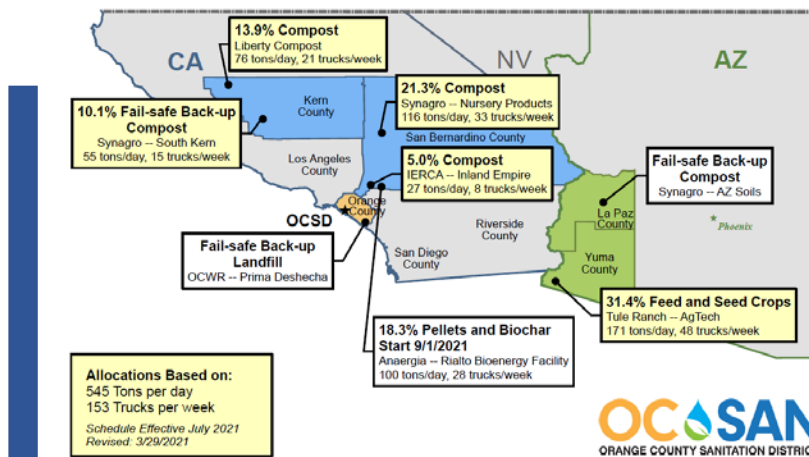 13.9% Compost
Liberty Compost
76 tons/day, 21 trucks/week
CA
NV
AZ
Kern
County
10.1% Fail-safe Back-up
Compost
Synagro -- South Kern
55 tons/day, 15 trucks/week
21.3% Compost
Synagro -- Nursery Products
116 tons/day, 33 trucks/week
San Bernardino County
Los Angeles
County
5.0% Compost
IERCA -- Inland Empire
27 tons/day, 8 trucks/week
Fail-safe Back-up
Compost
Synagro -- AZ Soils
Orange
County
OCSD
La Paz
County
Phoenix
Riverside
County
San Diego
County
Fail-safe Back-up
Landfill
OCWR -- Prima Deshecha
Yuma
County
31.4% Feed and Seed Crops
Tule Ranch -- AgTech
171 tons/day, 48 trucks/week
18.3% Pellets and Biochar
Start 9/1/2021
Anaergia -- Rialto Bioenergy Facility
100 tons/day, 28 trucks/week
Allocations Based on:
545 Tons per day
153 Trucks per week
Schedule Effective July 2021
Revised: 3/29/2021
OC SAN
ORANGE COUNTY SANITATION DISTRIC